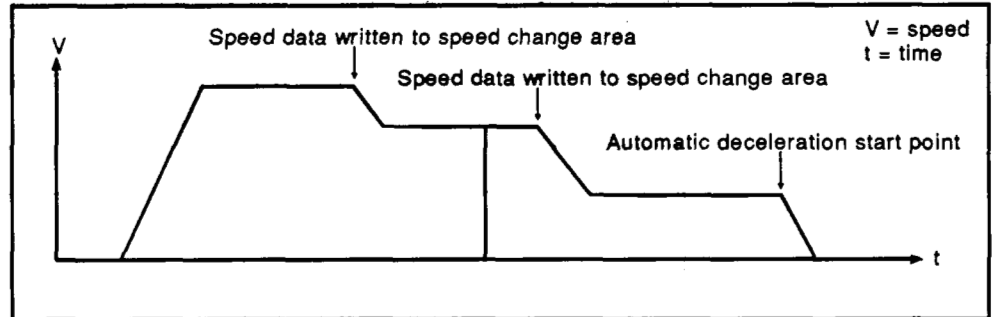 V = speed
t = time
V
Speed data written to speed change area
Speed data written to speed change area
Automatic deceleration start point
t